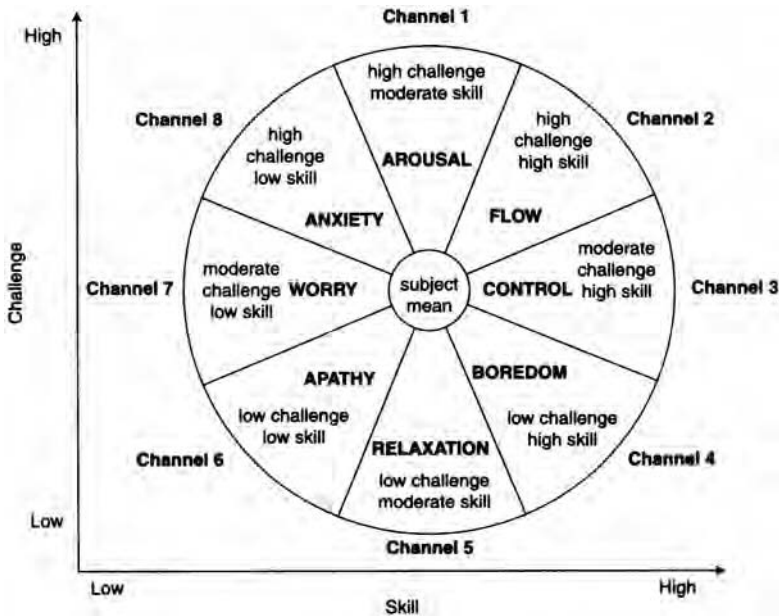 Channel 1
High
high challenge
moderate skill
AROUSAL
Channel 2
high
challenge
high skill
FLOW
Channel 3
moderate
challenge
high skill
CONTROL
Channel 4
BOREDOM
low challenge
high skill
Channel 5
RELAXATION
low challenge
moderate skill
Channel 6
APATHY
low challenge
low skill
Channel 7
moderate
challenge
low skill
WORRY
Channel 8
high
challenge
low skill
ANXIETY
subject
mean
Challenge
Low
Low
Skill
High